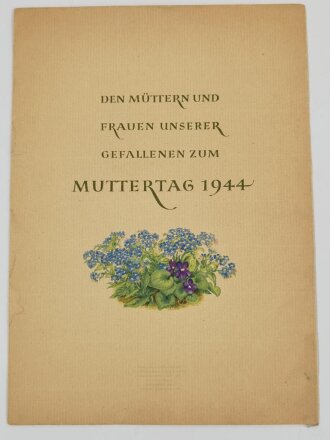 DEN MÜTTERN UND
FRAUEN UNSERER
GEFALLENEN ZUM
MUTTERTAG 1944